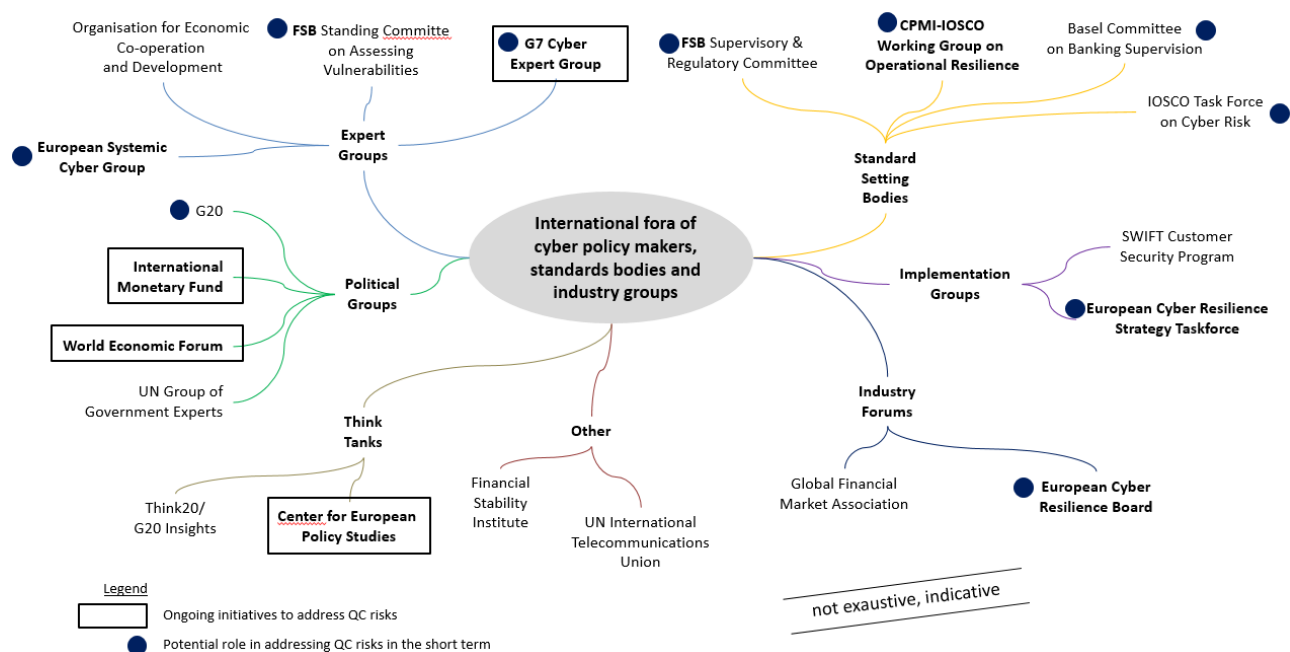 Organisation for Economic
Co-operation
and Development
FSB Standing Committe
on Assessing
Vulnerabilities
G7 Cyber
Expert Group
European Systemic
Cyber Group
Expert
Groups
FSB Supervisory &
Regulatory Committee
CPMI-IOSCO
Working Group on
Operational Resilience
Basel Committee
on Banking Supervision
IOSCO Task Force
on Cyber Risk
Standard
Setting
Bodies
International fora of
cyber policy makers,
standards bodies and
industry groups
G20
International
Monetary Fund
World Economic Forum
UN Group of
Government Experts
Political
Groups
Implementation
Groups
SWIFT Customer
Security Program
European Cyber Resilience
Strategy Taskforce
Think
Tanks
Think20/
G20 Insights
Center for European
Policy Studies
Other
Financial
Stability
Institute
UN International
Telecommunications
Union
Industry
Forums
Global Financial
Market Association
European Cyber
Resilience Board
Legend
Ongoing initiatives to address QC risks
Potential role in addressing QC risks in the short term
not exaustive, indicative